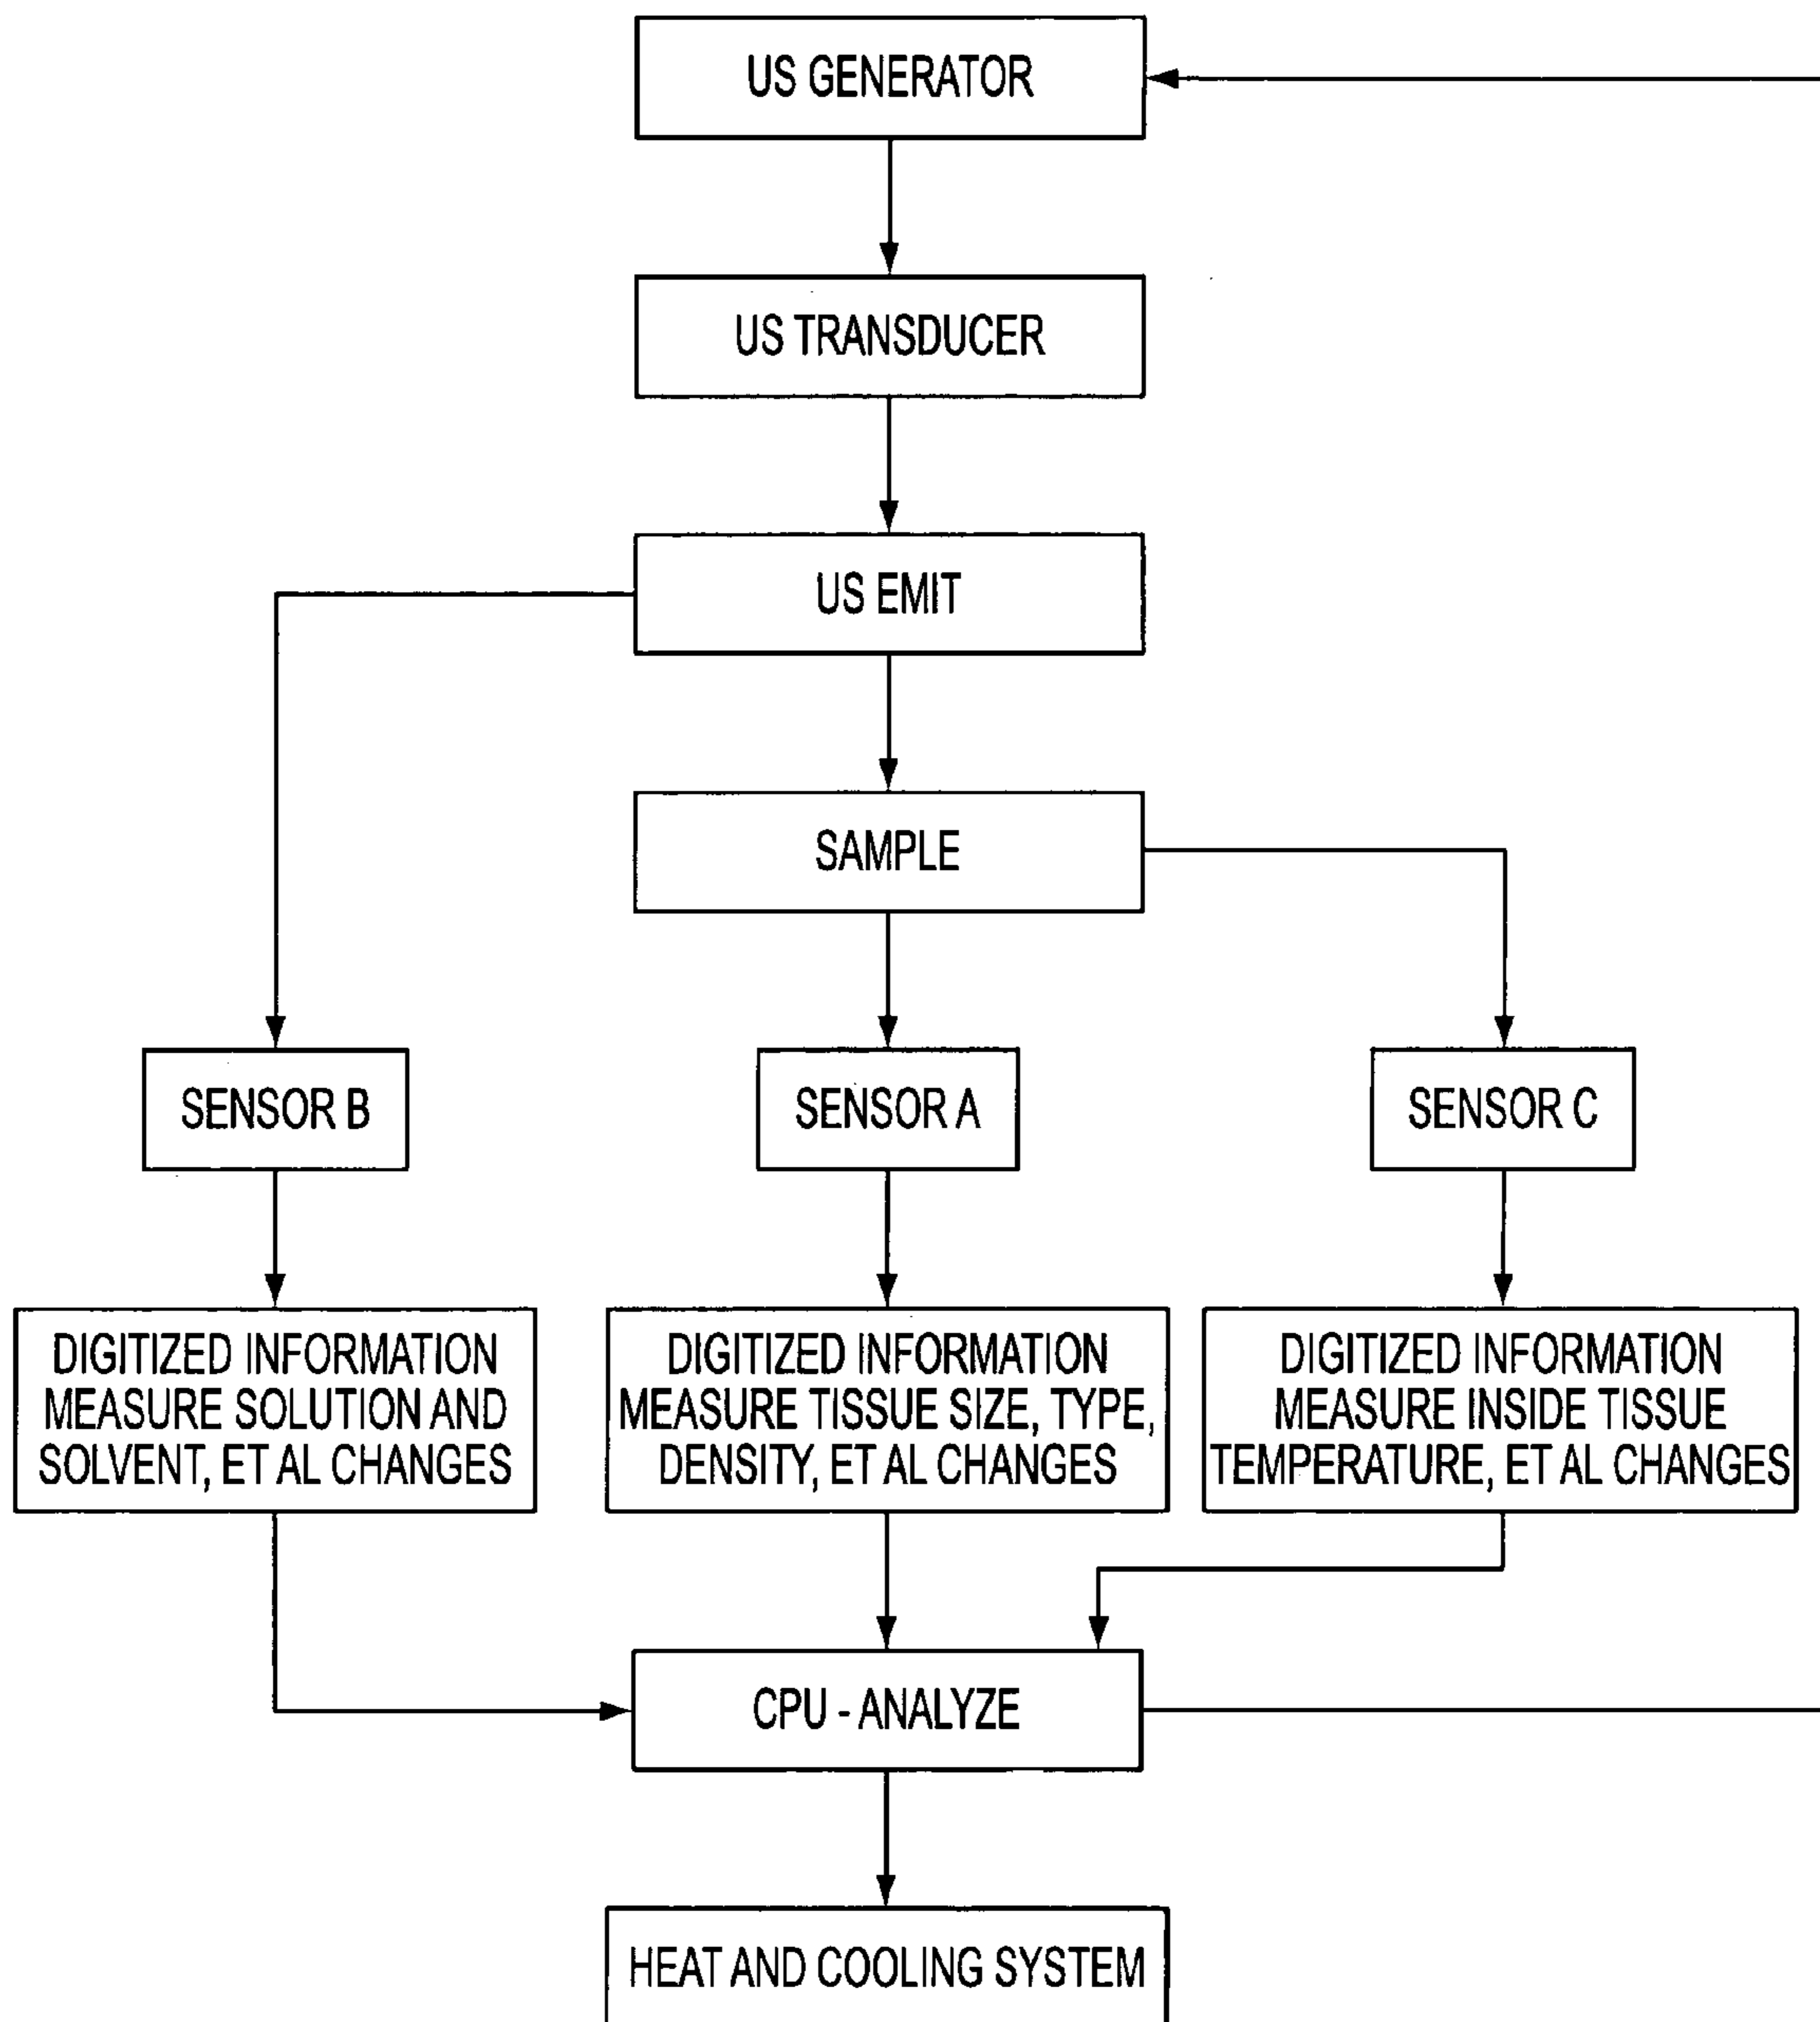 US GENERATOR
US TRANSDUCER
US EMIT
SAMPLE
SENSOR B
SENSOR A
SENSOR C
DIGITIZED INFORMATION
MEASURE SOLUTION AND
SOLVENT, ET AL CHANGES
DIGITIZED INFORMATION
MEASURE TISSUE SIZE, TYPE,
DENSITY, ET AL CHANGES
DIGITIZED INFORMATION
MEASURE INSIDE TISSUE
TEMPERATURE, ET AL CHANGES
CPU - ANALYZE
HEAT AND COOLING SYSTEM